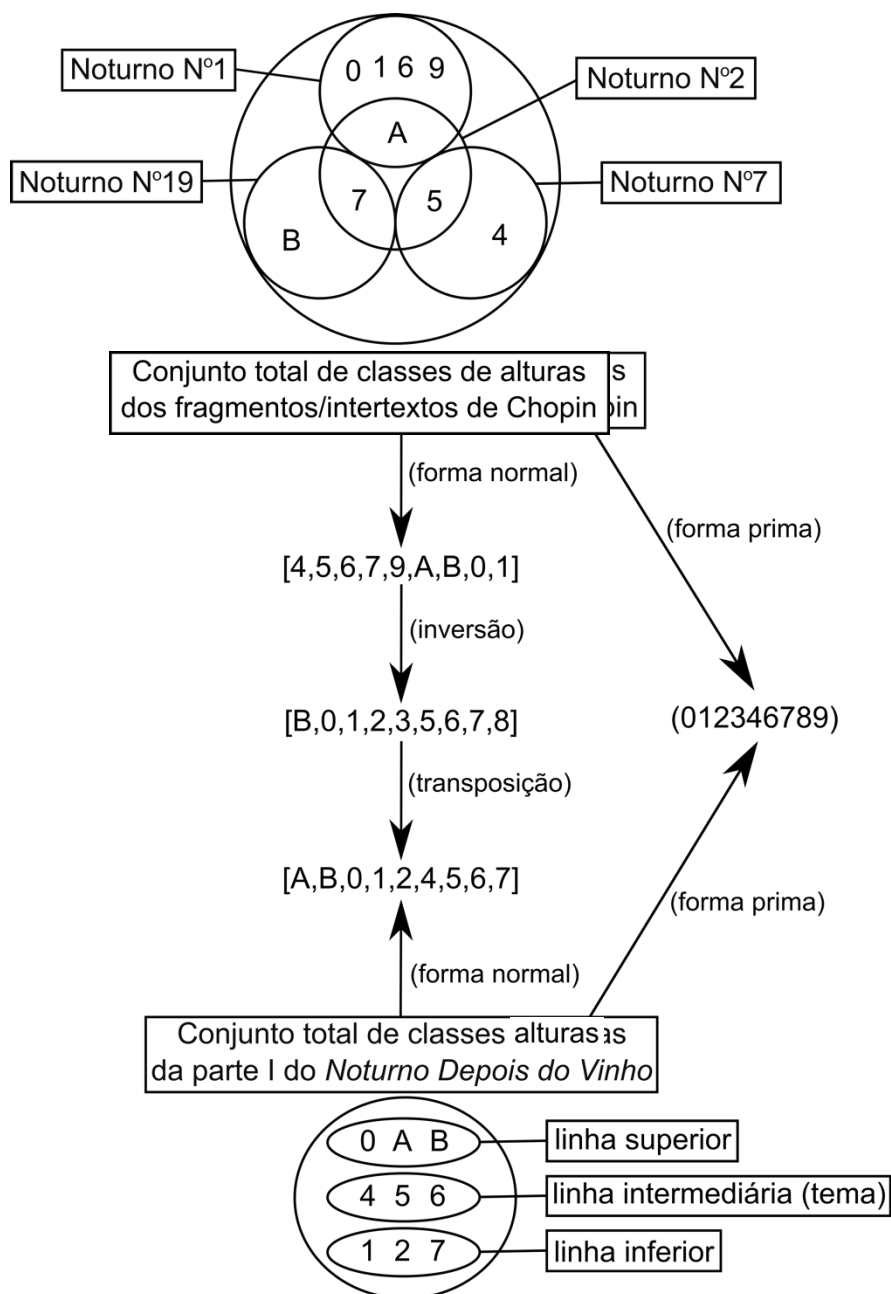 Noturno Nº1
0 1 6 9
Noturno Nº2
A
Noturno Nº19
7
5
Noturno Nº7
B
4
Conjunto total de classes de alturas
dos fragmentos/intertextos de Chopin
s
pin
(forma normal)
(forma prima)
[4,5,6,7,9,A,B,0,1]
(inversão)
[B,0,1,2,3,5,6,7,8]
(012346789)
(transposição)
[A,B,0,1,2,4,5,6,7]
(forma prima)
(forma normal)
Conjunto total de classes alturas
da parte I do Noturno Depois do Vinho
0 A B
linha superior
4 5 6
linha intermediária (tema)
1 2 7
linha inferior